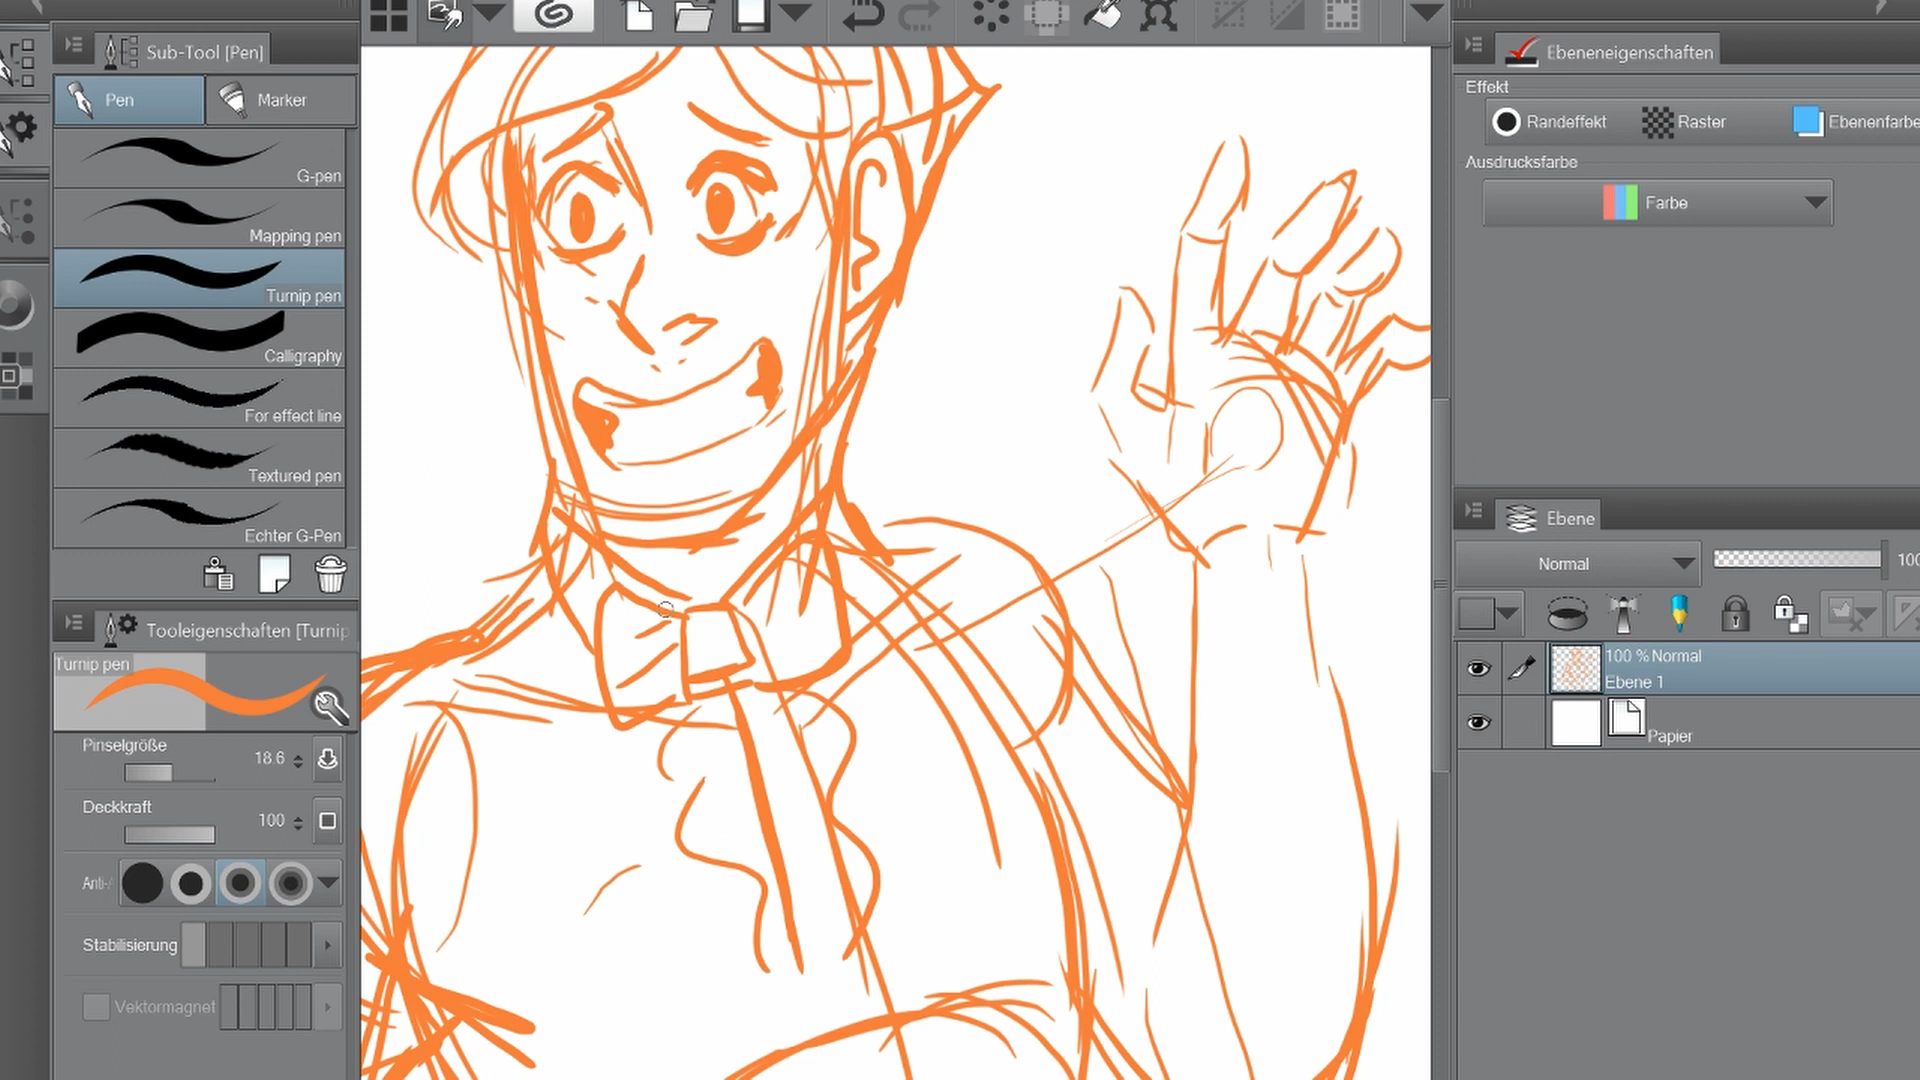 Sub-Tool [Pen]
Pen
Marker
G-pen
Mapping pen
Turnip pen
Calligraphy
For effect line
Textured pen
Echter G-Pen
Tooleigenschaften [Turnip
Turnip pen
Pinselgröße
18.6
Deckkraft
100
Anti-
Stabilisierung
Vektormagnet
Ebeneneigenschaften
Effekt
Randeffekt
Raster
Ebenenfarbe
Ausdrucksfarbe
Farbe
Ebene
Normal
100
100 % Normal
Ebene 1
Papier